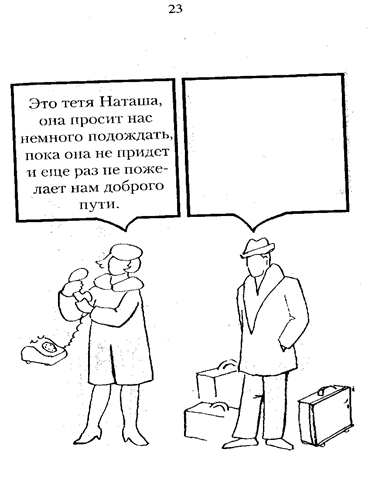 23
Это тетя Наташа,
она просит нас
немного подождать,
пока она не придет
и еще раз не поже-
лает нам доброго
пути.